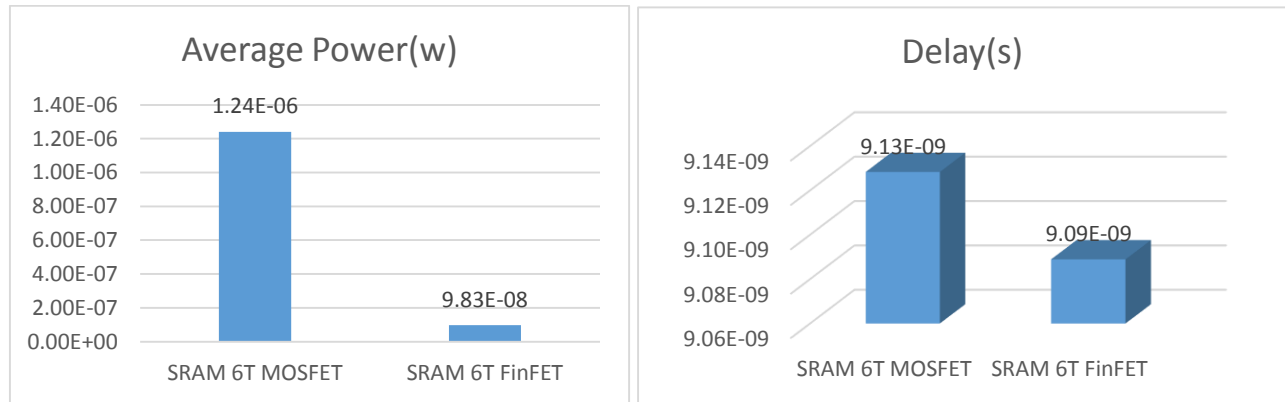 Average Power(w)
1.40E-06
1.24E-06
1.20E-06
1.00E-06
8.00E-07
6.00E-07
4.00E-07
2.00E-07
9.83E-08
0.00E+00
SRAM 6T MOSFET
SRAM 6T FinFET
Delay(s)
9.14E-09
9.13E-09
9.12E-09
9.10E-09
9.09E-09
9.08E-09
9.06E-09
SRAM 6T MOSFET
SRAM 6T FinFET